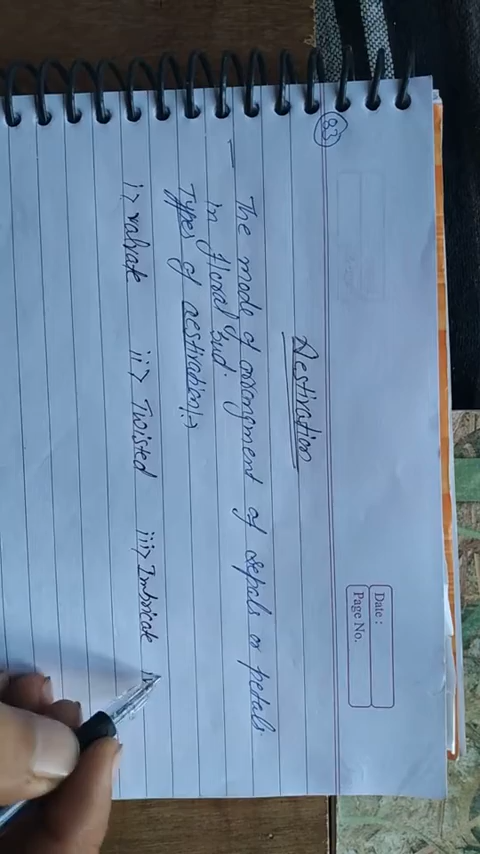 Date :
Page No.
83
Aestivation
- The mode of arrangment of sepals or petals
in floral bud.
Types of aestivation:→
i> valvate ii> Twisted iii> Imbricate